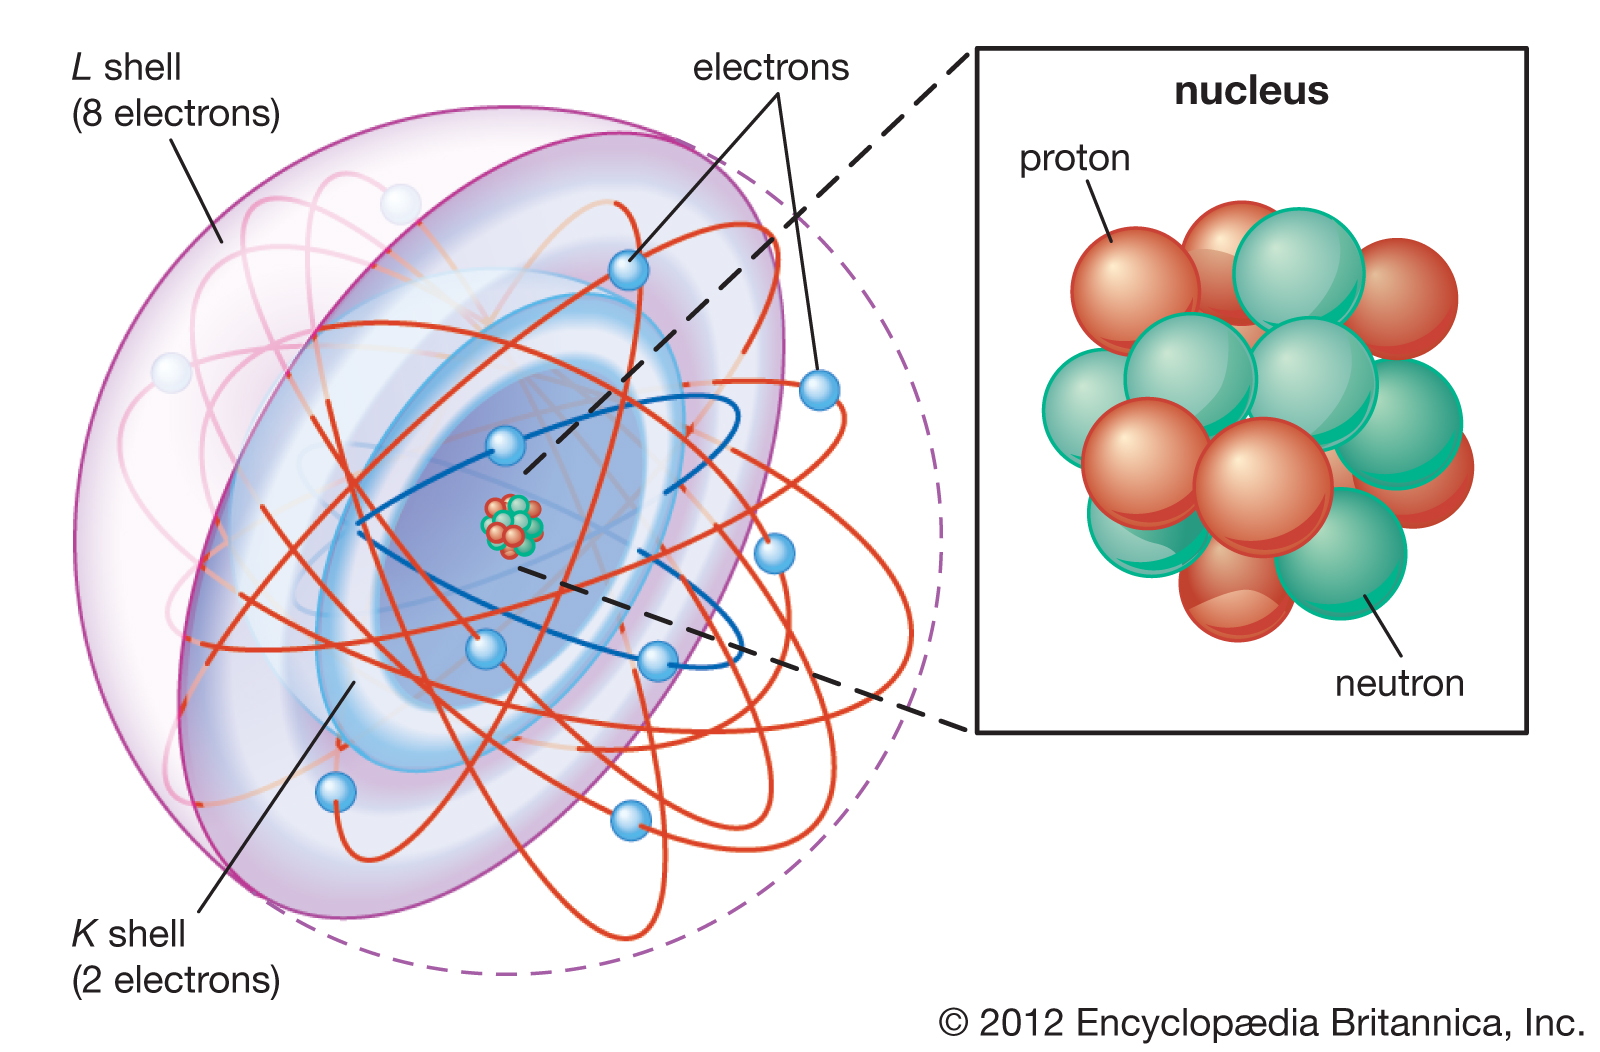 L shell
(8 electrons)
electrons
nucleus
proton
neutron
K shell
(2 electrons)
© 2012 Encyclopædia Britannica, Inc.